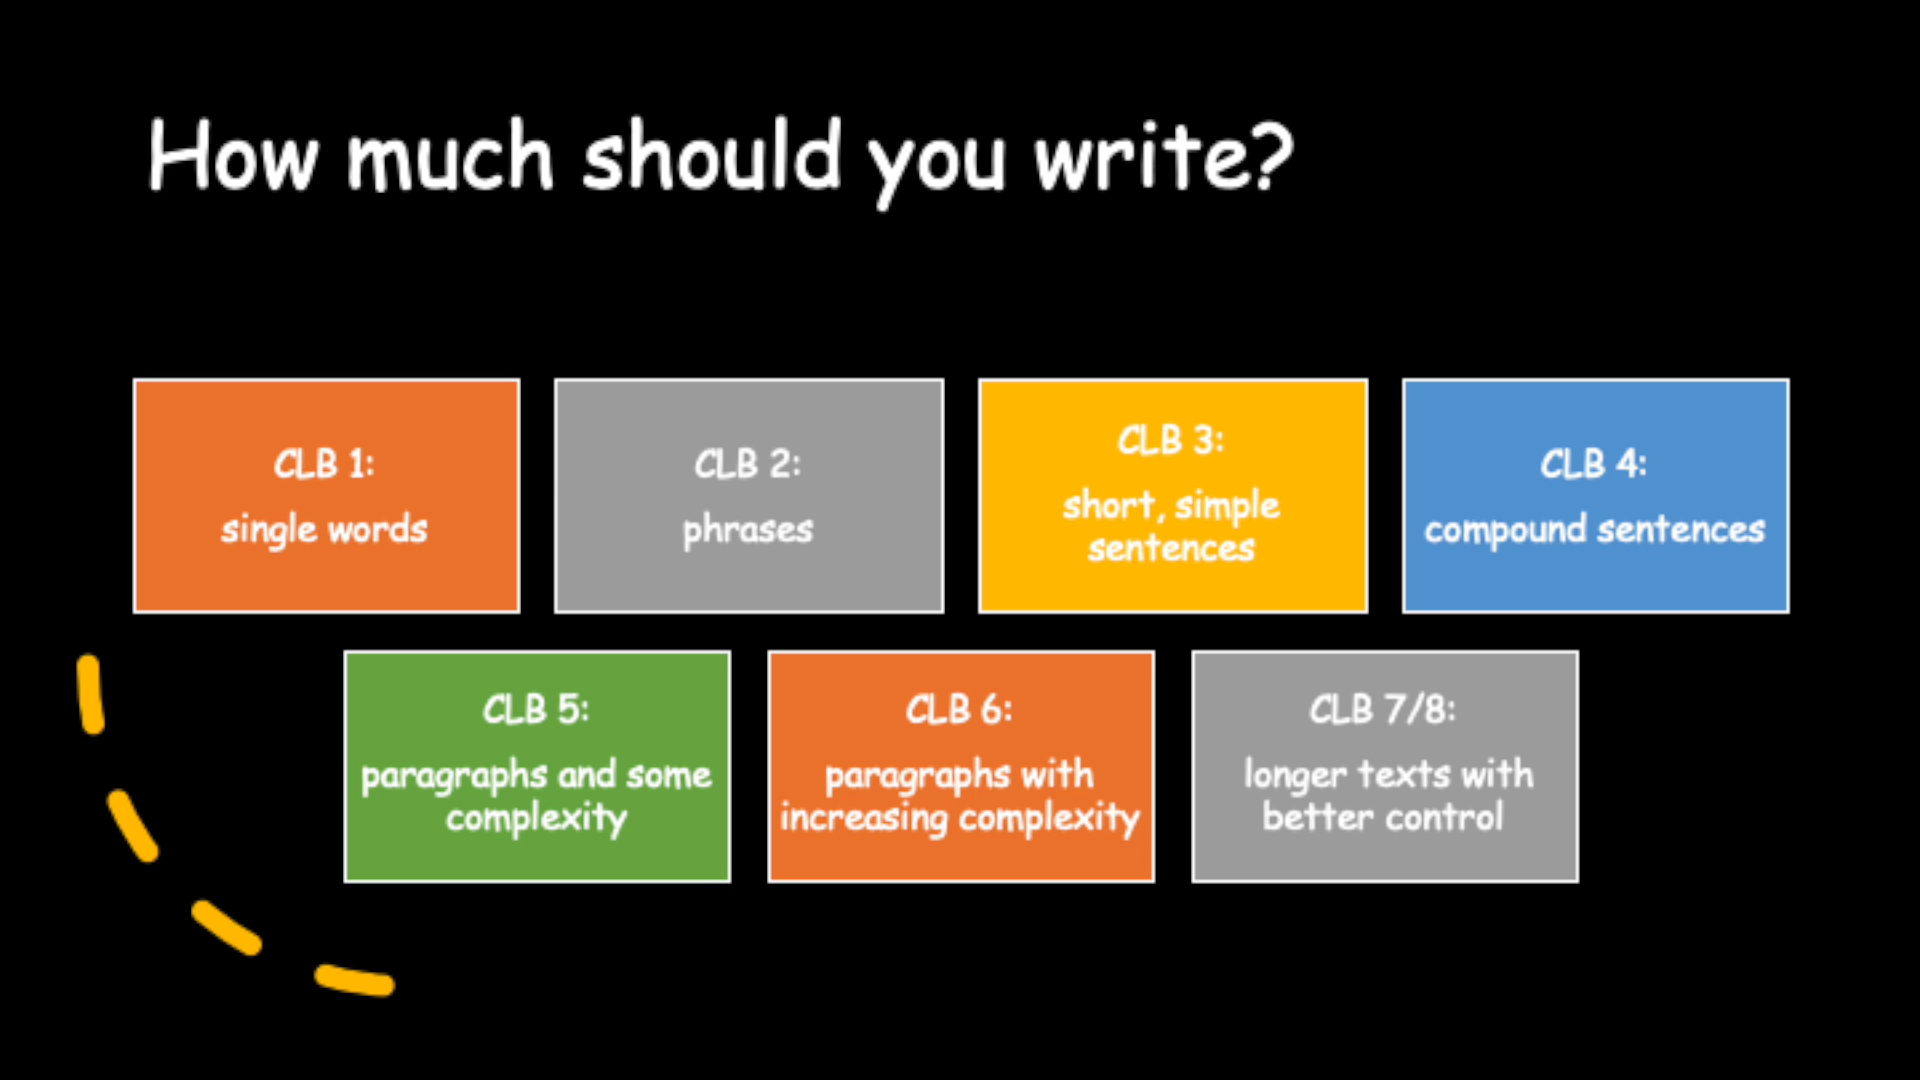 How much should you write?
CLB 1:
single words
CLB 2:
phrases
CLB 3:
short, simple
sentences
CLB 4:
compound sentences
CLB 5:
paragraphs and some
complexity
CLB 6:
paragraphs with
increasing complexity
CLB 7/8:
longer texts with
better control